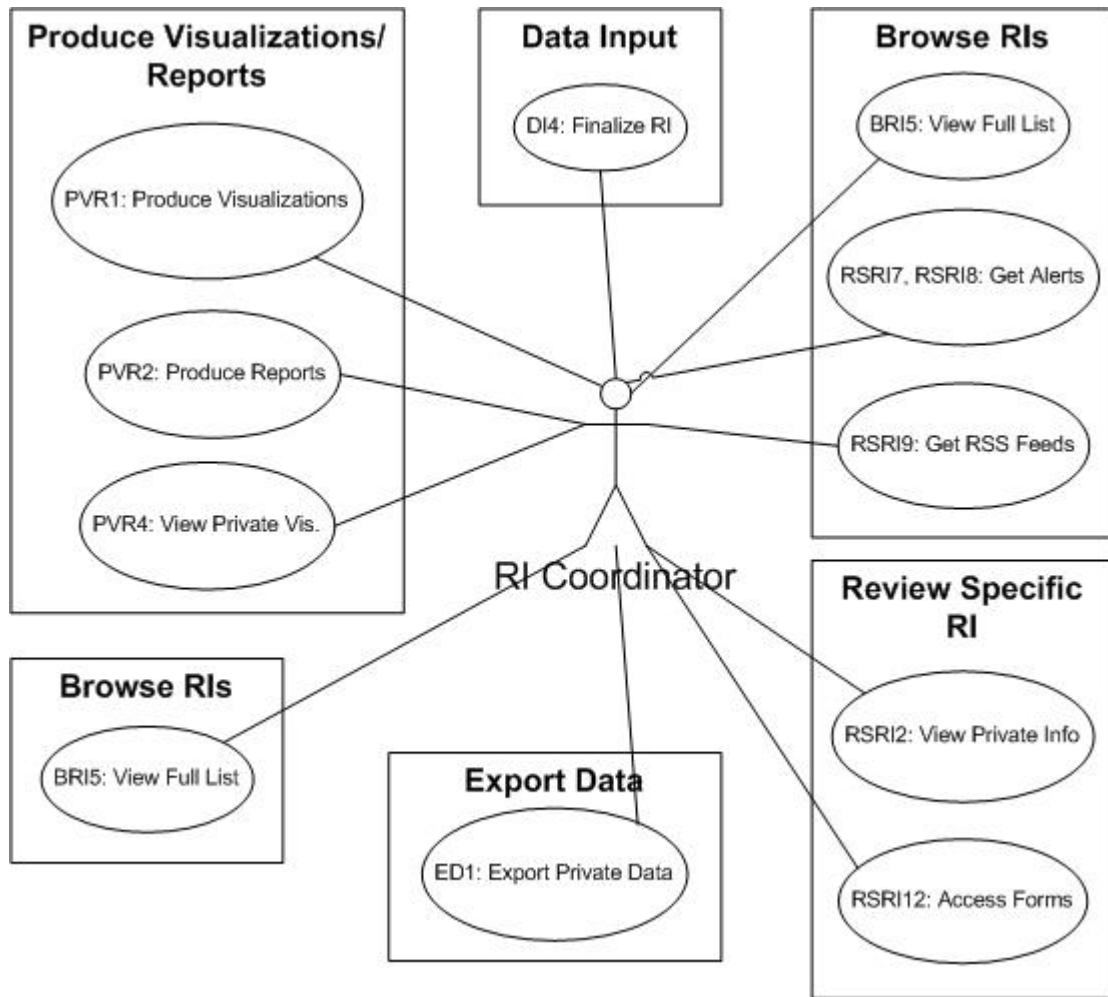 Produce Visualizations/
Reports
PVR1: Produce Visualizations
PVR2: Produce Reports
PVR4: View Private Vis.
Data Input
DI4: Finalize RI
Browse RIs
BRI5: View Full List
RSRI7, RSRI8: Get Alerts
RSRI9: Get RSS Feeds
RI Coordinator
Browse RIs
BRI5: View Full List
Export Data
ED1: Export Private Data
Review Specific
RI
RSRI2: View Private Info
RSRI12: Access Forms